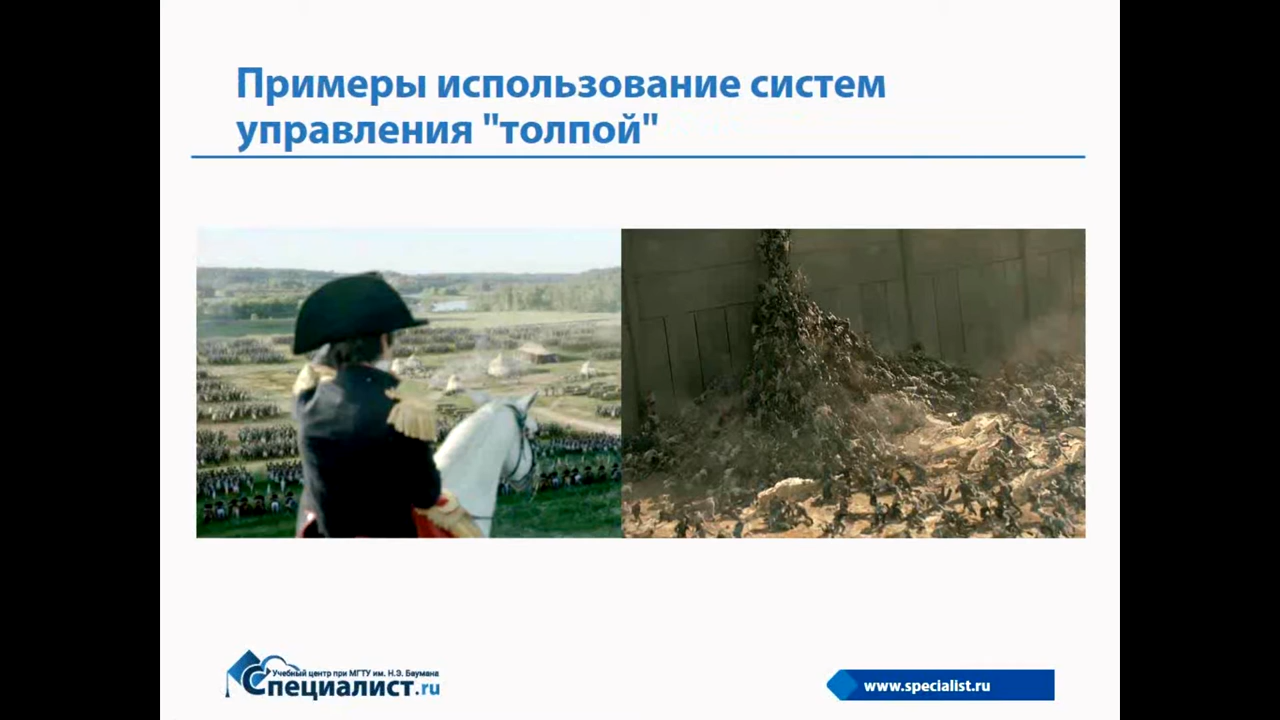 Примеры использование систем
управления "толпой"
Учебный центр при МГТУ им. Н.Э. Баумана
Специалист.ru
www.specialist.ru